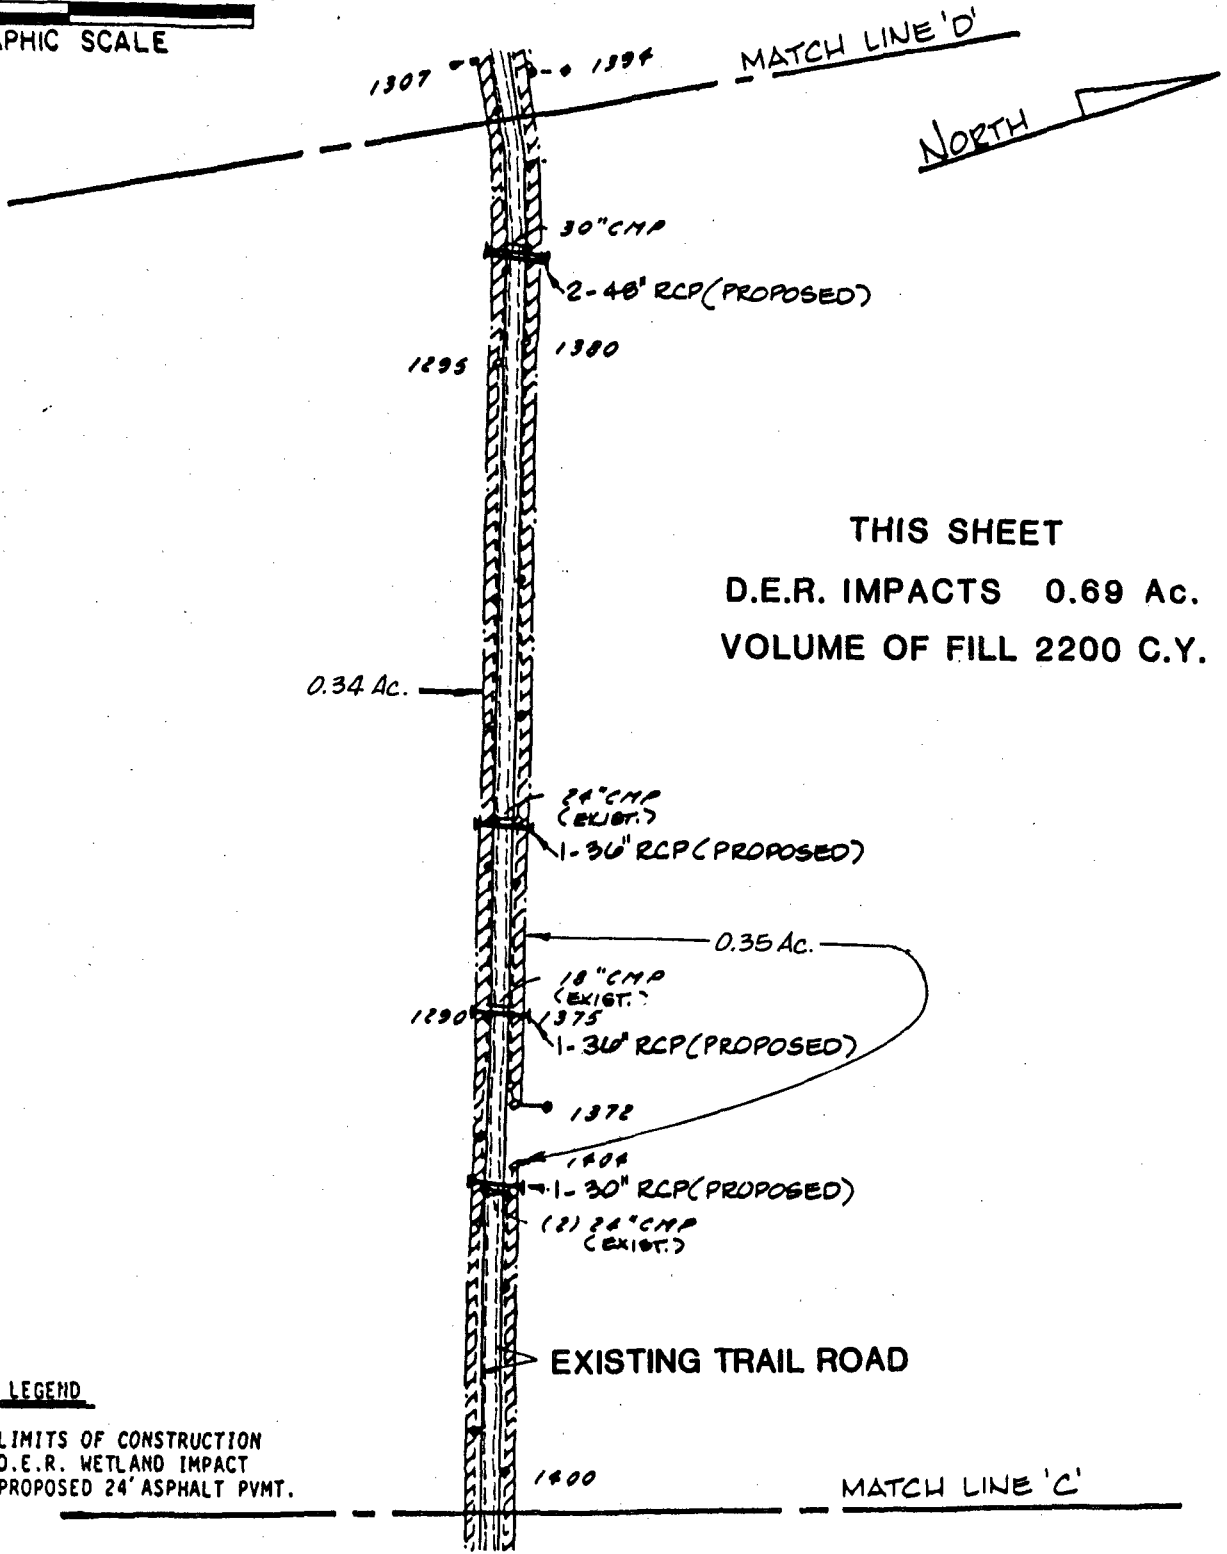 APHIC SCALE
MATCH LINE 'D'
1307
1394
NORTH
30" CMP
2-48" RCP (PROPOSED)
1295
1380
THIS SHEET
D.E.R. IMPACTS 0.69 Ac.
VOLUME OF FILL 2200 C.Y.
0.34 Ac.
24" CMP
(EXIST.)
1-36" RCP (PROPOSED)
0.35 Ac.
18" CMP
(EXIST.)
1290
1375
1-36" RCP (PROPOSED)
1372
1404
1-30" RCP (PROPOSED)
(2) 24" CMP
(EXIST.)
EXISTING TRAIL ROAD
LEGEND
LIMITS OF CONSTRUCTION
D.E.R. WETLAND IMPACT
PROPOSED 24' ASPHALT PVMT.
1400
MATCH LINE 'C'